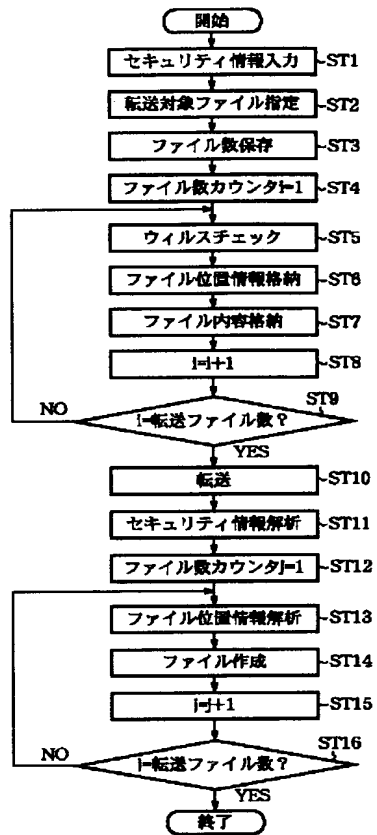 開始
セキュリティ情報入力 ST1
転送対象ファイル指定 ST2
ファイル数保存 ST3
ファイル数カウンタi=1 ST4
ウィルスチェック ST5
ファイル位置情報格納 ST6
ファイル内容格納 ST7
i=i+1 ST8
ST9
NO i=転送ファイル数?
YES
転送 ST10
セキュリティ情報解析 ST11
ファイル数カウンタj=1 ST12
ファイル位置情報解析 ST13
ファイル作成 ST14
j=j+1 ST15
ST16
NO j=転送ファイル数?
YES
終了